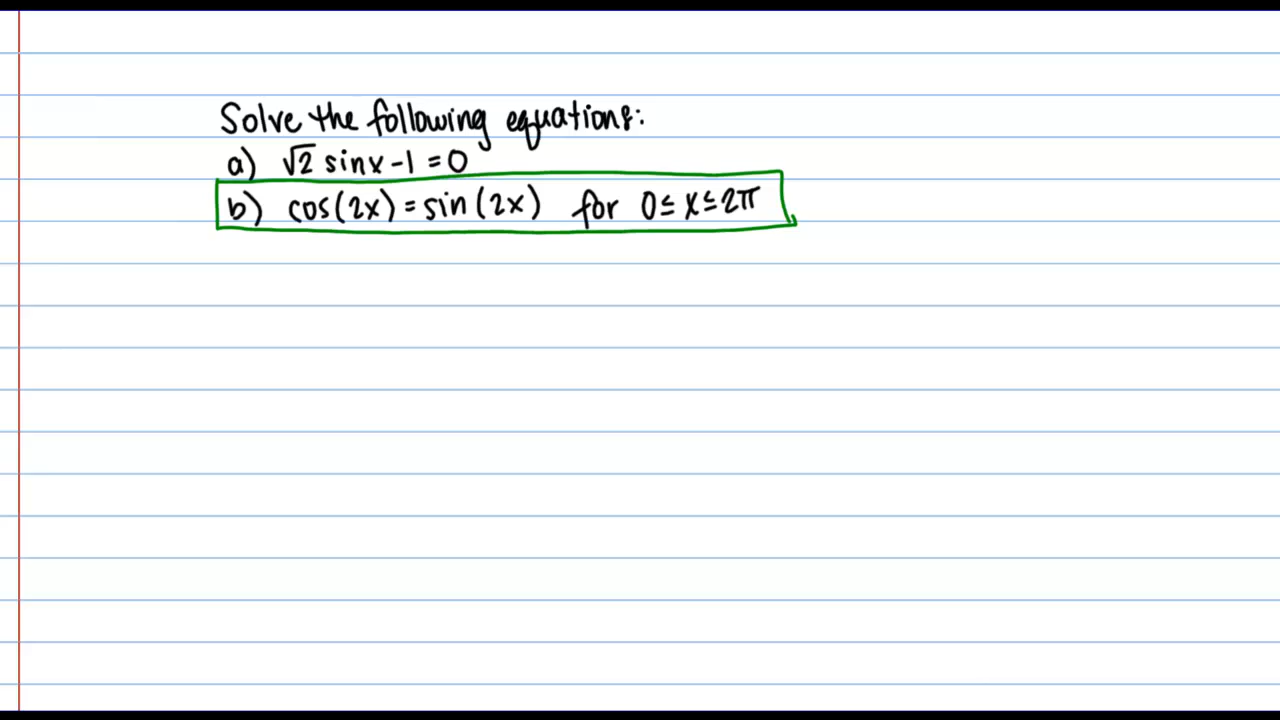 Solve the following equations:
a) √2 sinx - 1 = 0
b) cos(2x) = sin(2x) for 0 ≤ x ≤ 2π